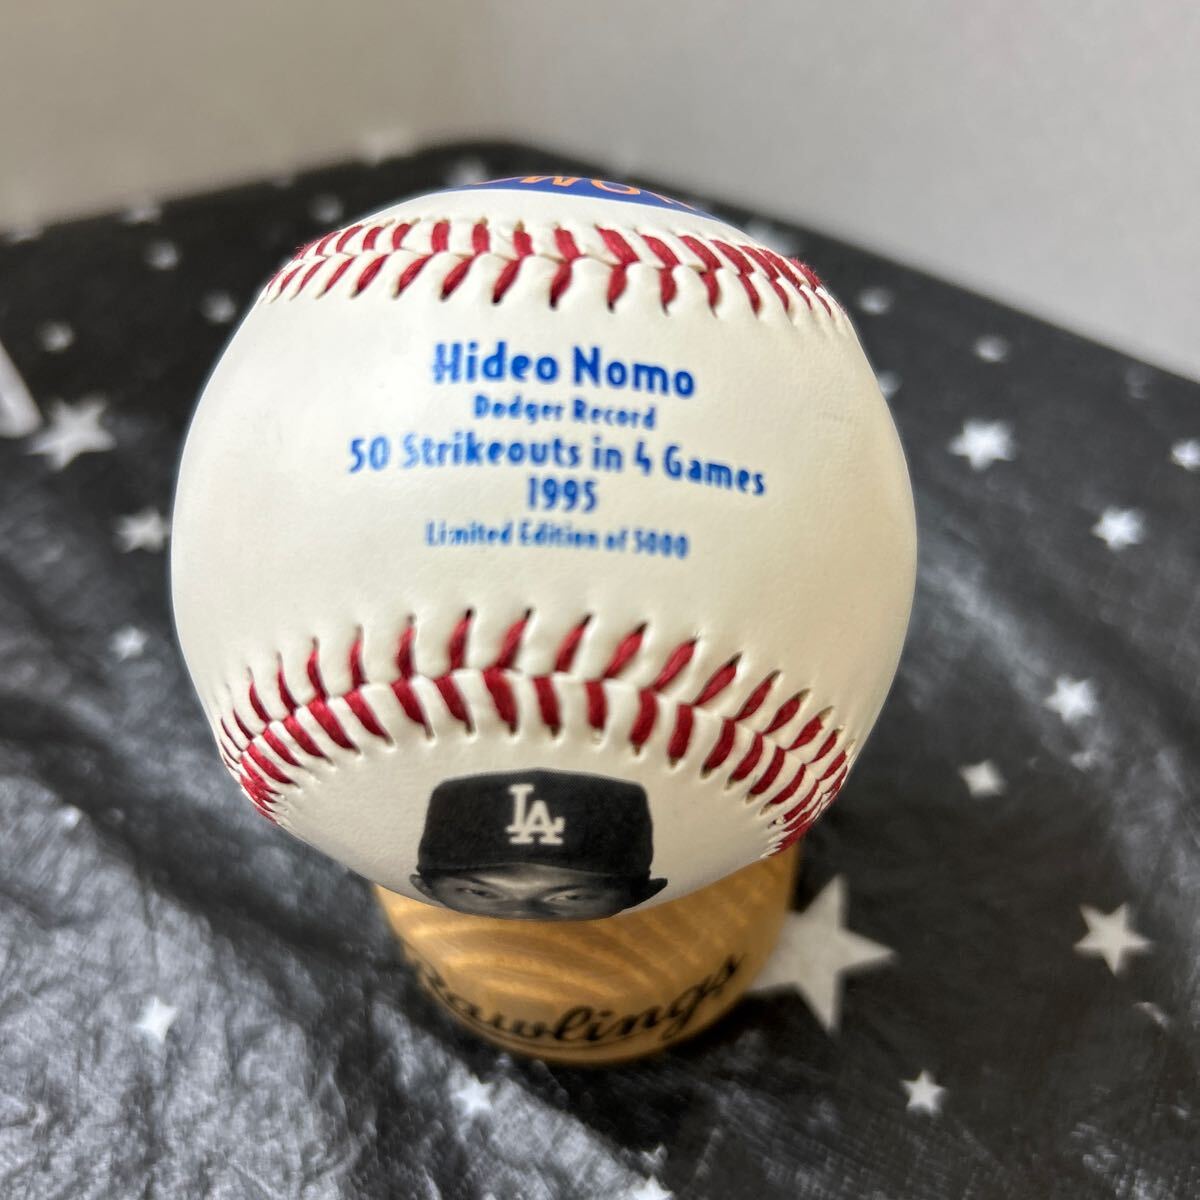 Hideo Nomo
Dodger Record
50 Strikeouts in 4 Games
1995
Limited Edition of 5000
LA
Rawlings